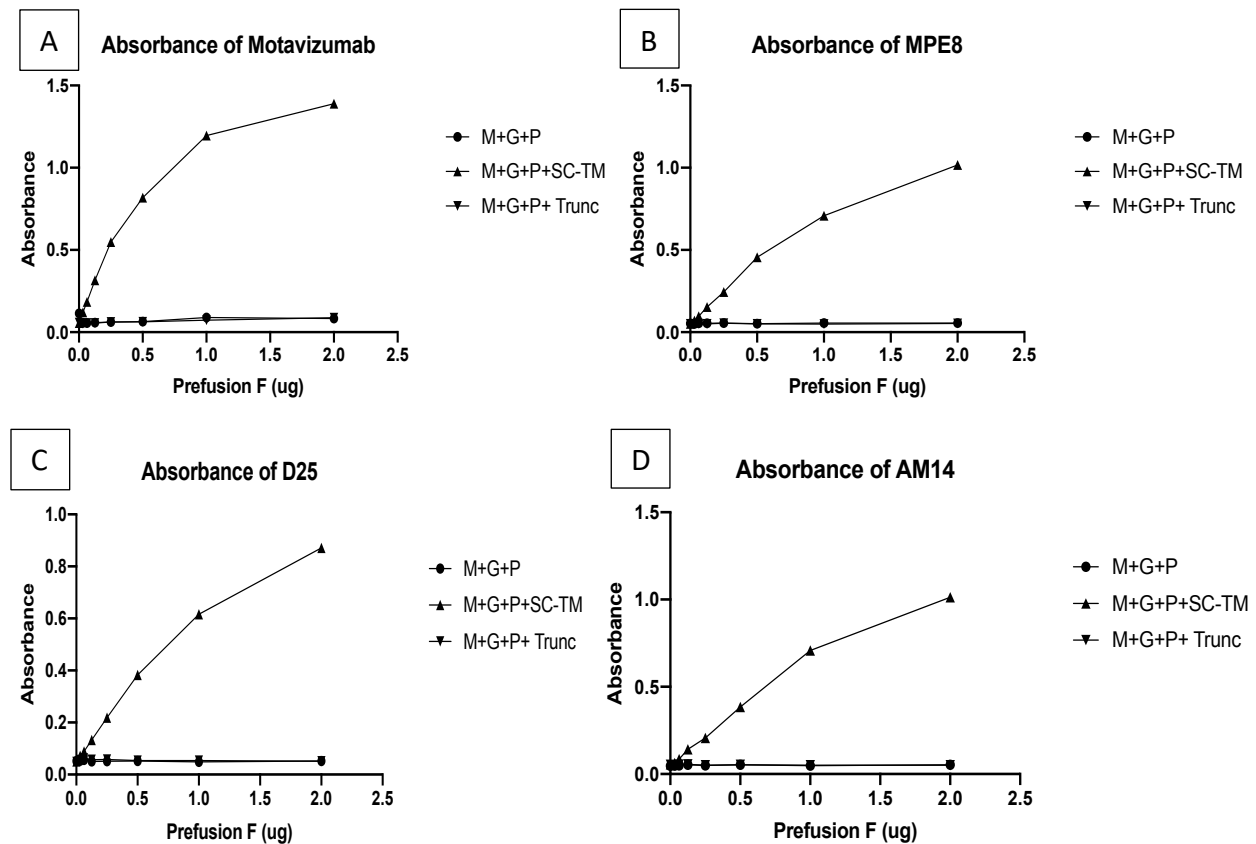 A
Absorbance of Motavizumab
1.5
1.0
0.5
0.0
Absorbance
0.0 0.5 1.0 1.5 2.0 2.5
Prefusion F (ug)
M+G+P
M+G+P+SC-TM
M+G+P+ Trunc
B
Absorbance of MPE8
1.5
1.0
0.5
0.0
Absorbance
0.0 0.5 1.0 1.5 2.0 2.5
Prefusion F (ug)
M+G+P
M+G+P+SC-TM
M+G+P+ Trunc
C
Absorbance of D25
1.0
0.8
0.6
0.4
0.2
0.0
Absorbance
0.0 0.5 1.0 1.5 2.0 2.5
Prefusion F (ug)
M+G+P
M+G+P+SC-TM
M+G+P+ Trunc
D
Absorbance of AM14
1.5
1.0
0.5
0.0
Absorbance
0.0 0.5 1.0 1.5 2.0 2.5
Prefusion F (ug)
M+G+P
M+G+P+SC-TM
M+G+P+ Trunc